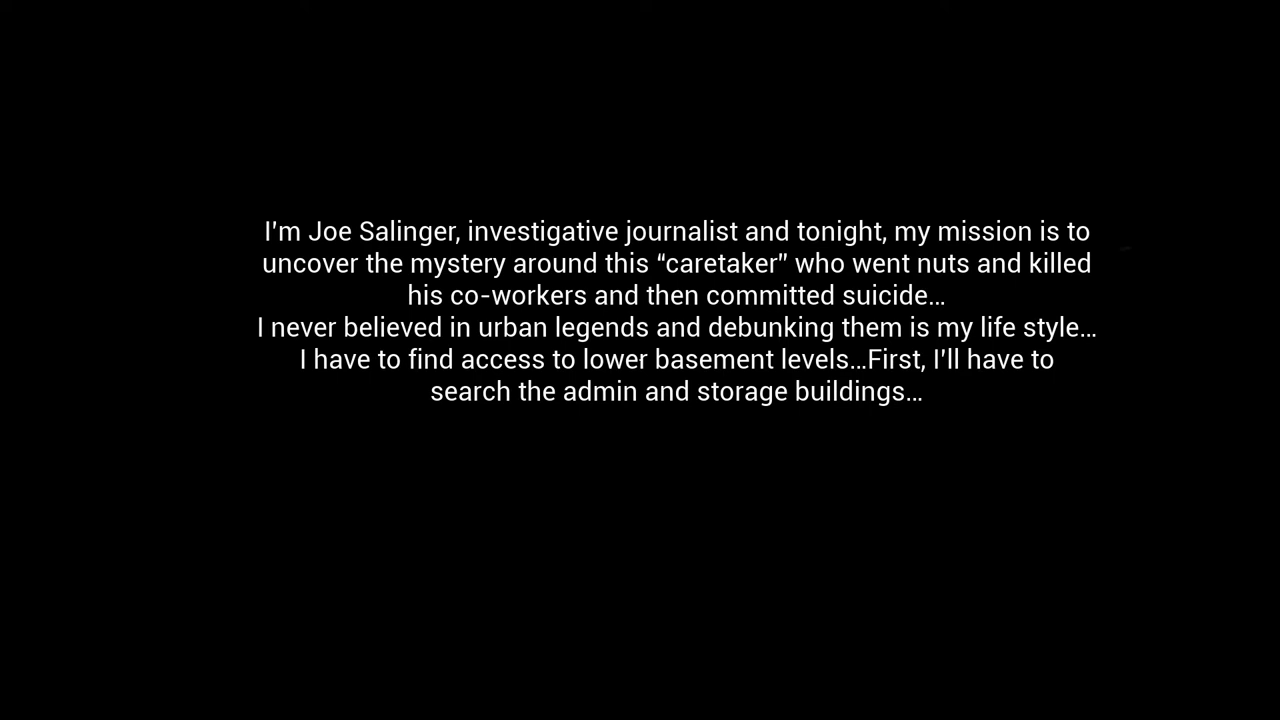 I'm Joe Salinger, investigative journalist and tonight, my mission is to
uncover the mystery around this “caretaker” who went nuts and killed
his co-workers and then committed suicide...
I never believed in urban legends and debunking them is my life style...
I have to find access to lower basement levels...First, I'll have to
search the admin and storage buildings...